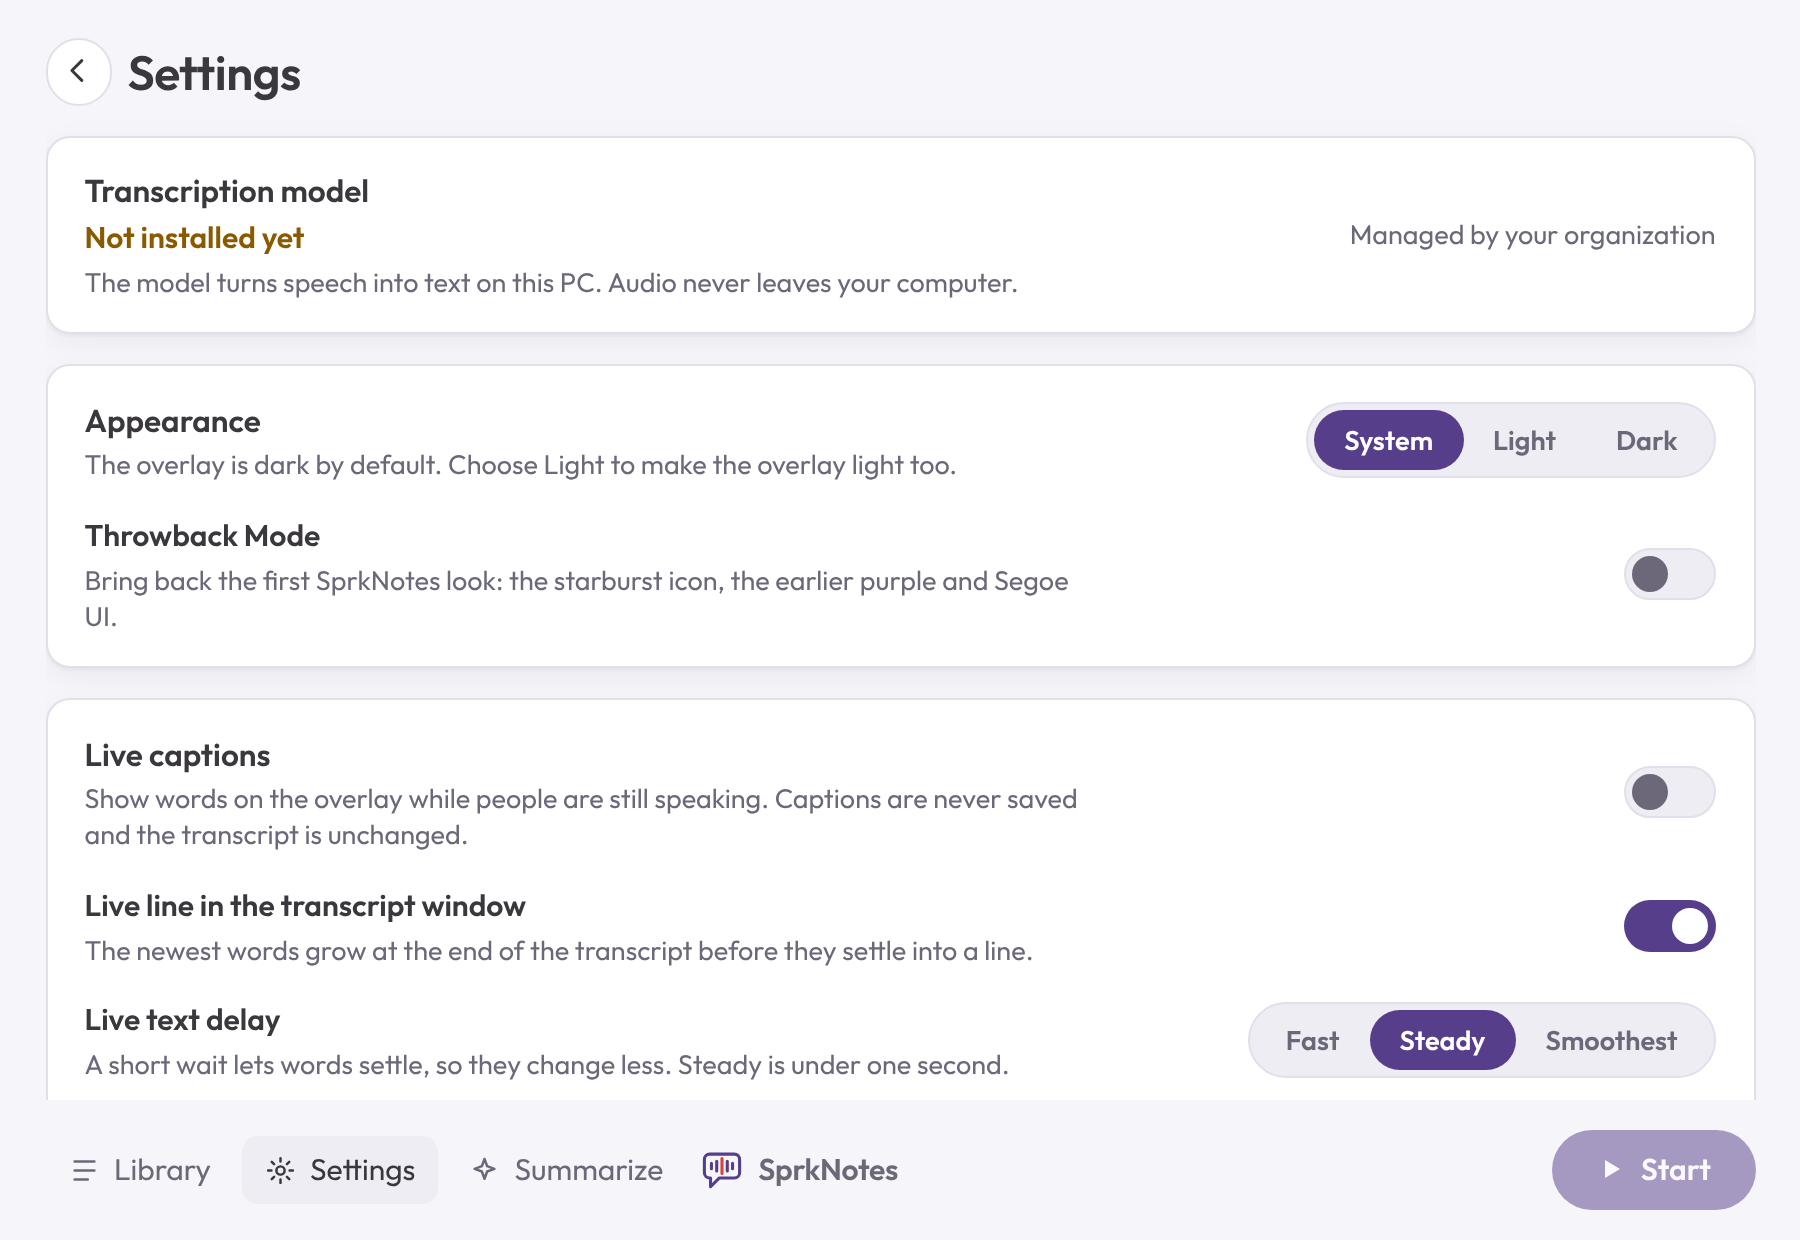 Settings
Transcription model
Not installed yet
Managed by your organization
The model turns speech into text on this PC. Audio never leaves your computer.
Appearance
The overlay is dark by default. Choose Light to make the overlay light too.
System
Light
Dark
Throwback Mode
Bring back the first SprkNotes look: the starburst icon, the earlier purple and Segoe
UI.
Live captions
Show words on the overlay while people are still speaking. Captions are never saved
and the transcript is unchanged.
Live line in the transcript window
The newest words grow at the end of the transcript before they settle into a line.
Live text delay
A short wait lets words settle, so they change less. Steady is under one second.
Fast
Steady
Smoothest
Library
Settings
Summarize
SprkNotes
Start